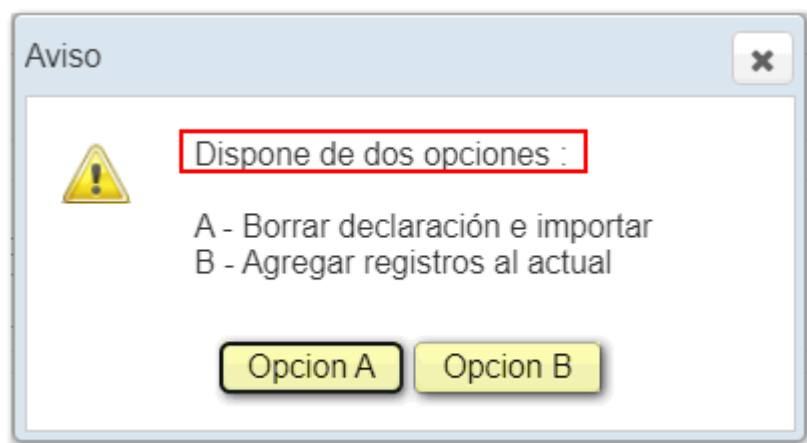 Aviso
Dispone de dos opciones :
A - Borrar declaración e importar
B - Agregar registros al actual
Opcion A
Opcion B